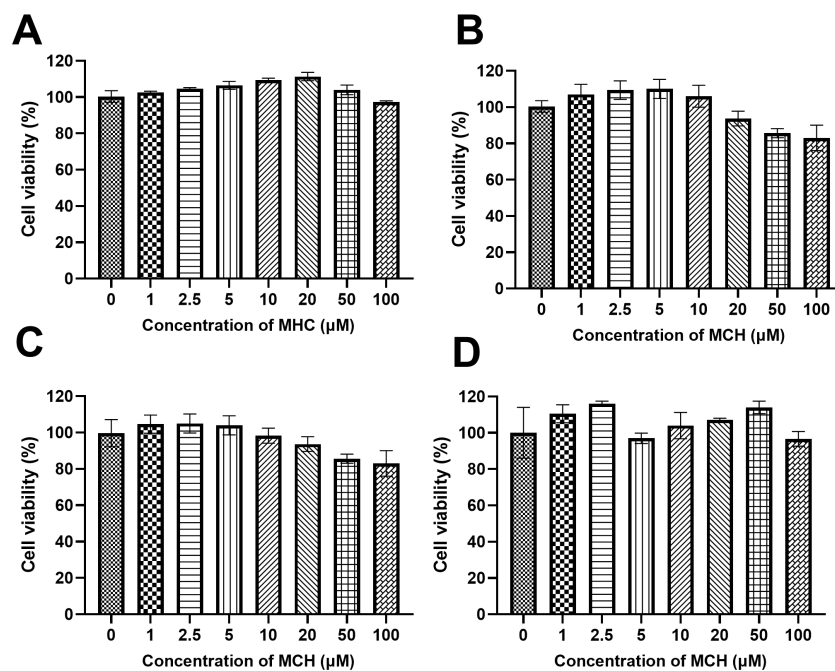 A
Cell viability (%)
120
100
80
60
40
20
0
0 1 2.5 5 10 20 50 100
Concentration of MHC (μM)
B
Cell viability (%)
120
100
80
60
40
20
0
0 1 2.5 5 10 20 50 100
Concentration of MCH (μM)
C
Cell viability (%)
120
100
80
60
40
20
0
0 1 2.5 5 10 20 50 100
Concentration of MCH (μM)
D
Cell viability (%)
120
100
80
60
40
20
0
0 1 2.5 5 10 20 50 100
Concentration of MCH (μM)